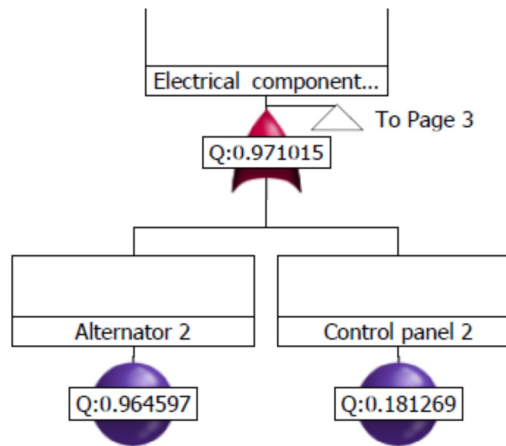 Electrical component...
To Page 3
Q:0.971015
Alternator 2
Control panel 2
Q:0.964597
Q:0.181269